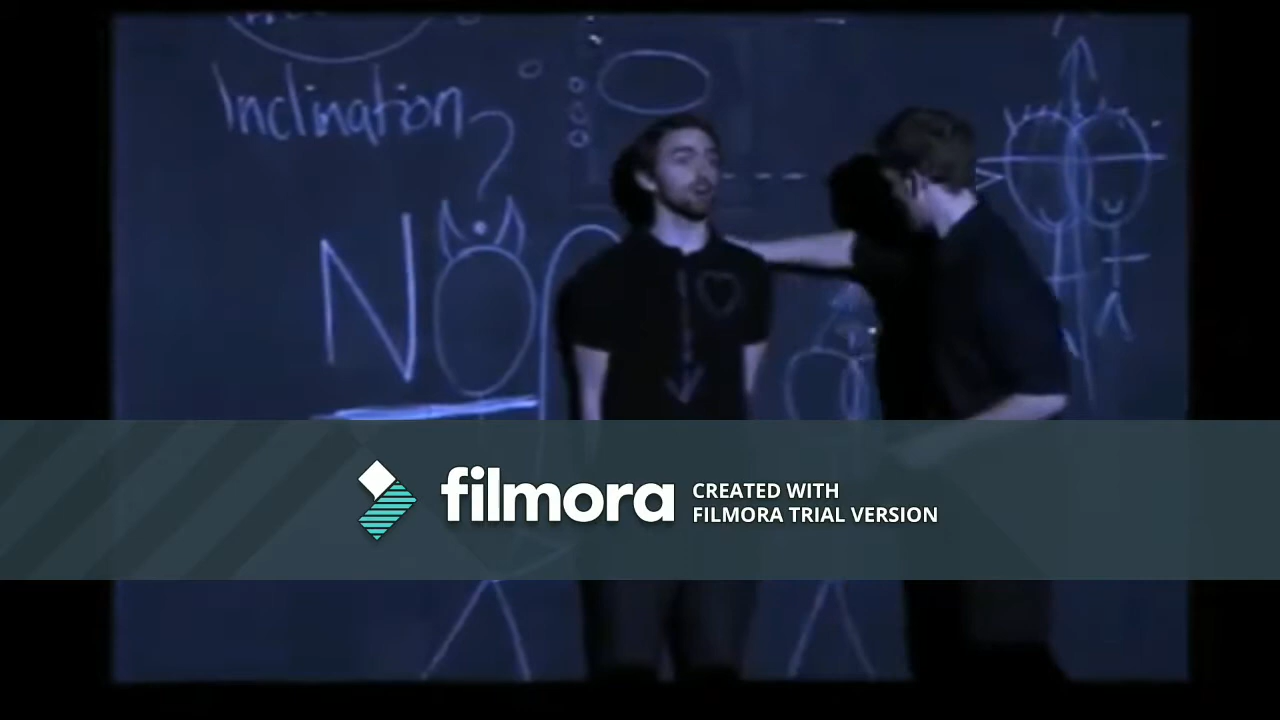 Inclination
?
NO
filmora
CREATED WITH
FILMORA TRIAL VERSION